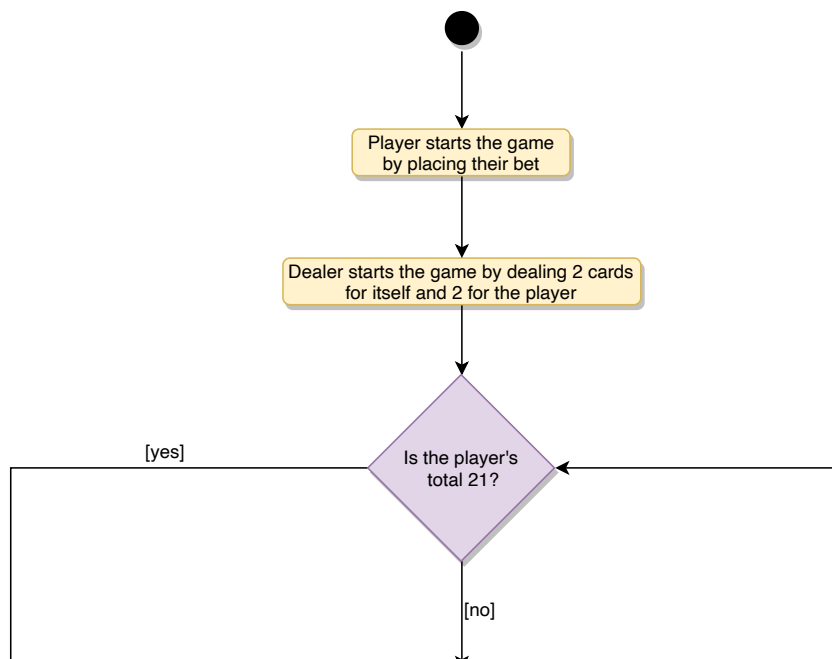 Player starts the game
by placing their bet
Dealer starts the game by dealing 2 cards
for itself and 2 for the player
[yes]
Is the player's
total 21?
[no]